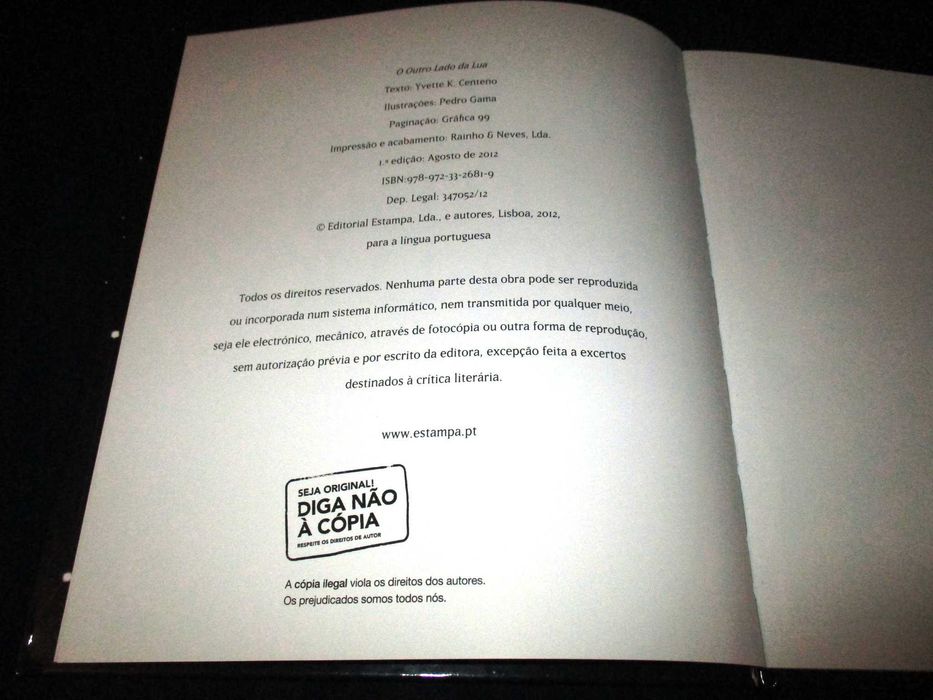 O Outro Lado da Lua
Texto: Yvette K. Centeno
Ilustrações: Pedro Gama
Paginação: Gráfica 99
Impressão e acabamento: Rainho & Neves, Lda.
1.ª edição: Agosto de 2012
ISBN:978-972-33-2681-9
Dep. Legal: 347052/12
© Editorial Estampa, Lda., e autores, Lisboa, 2012,
para a língua portuguesa
Todos os direitos reservados. Nenhuma parte desta obra pode ser reproduzida
ou incorporada num sistema informático, nem transmitida por qualquer meio,
seja ele electrónico, mecânico, através de fotocópia ou outra forma de reprodução,
sem autorização prévia e por escrito da editora, excepção feita a excertos
destinados à crítica literária.
www.estampa.pt
SEJA ORIGINAL!
DIGA NÃO
À CÓPIA
RESPEITE OS DIREITOS DE AUTOR
A cópia ilegal viola os direitos dos autores.
Os prejudicados somos todos nós.